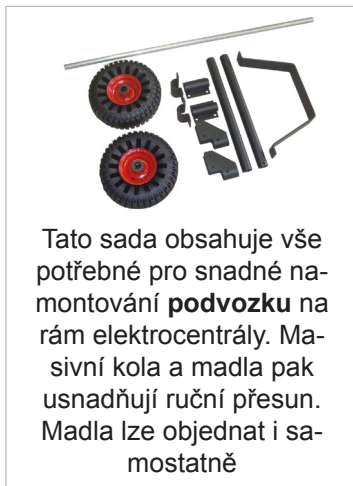 Tato sada obsahuje vše
potřebné pro snadné na-
montování podvozku na
rám elektrocentrály. Ma-
sivní kola a madla pak
usnadňují ruční přesun.
Madla lze objednat i sa-
mostatně